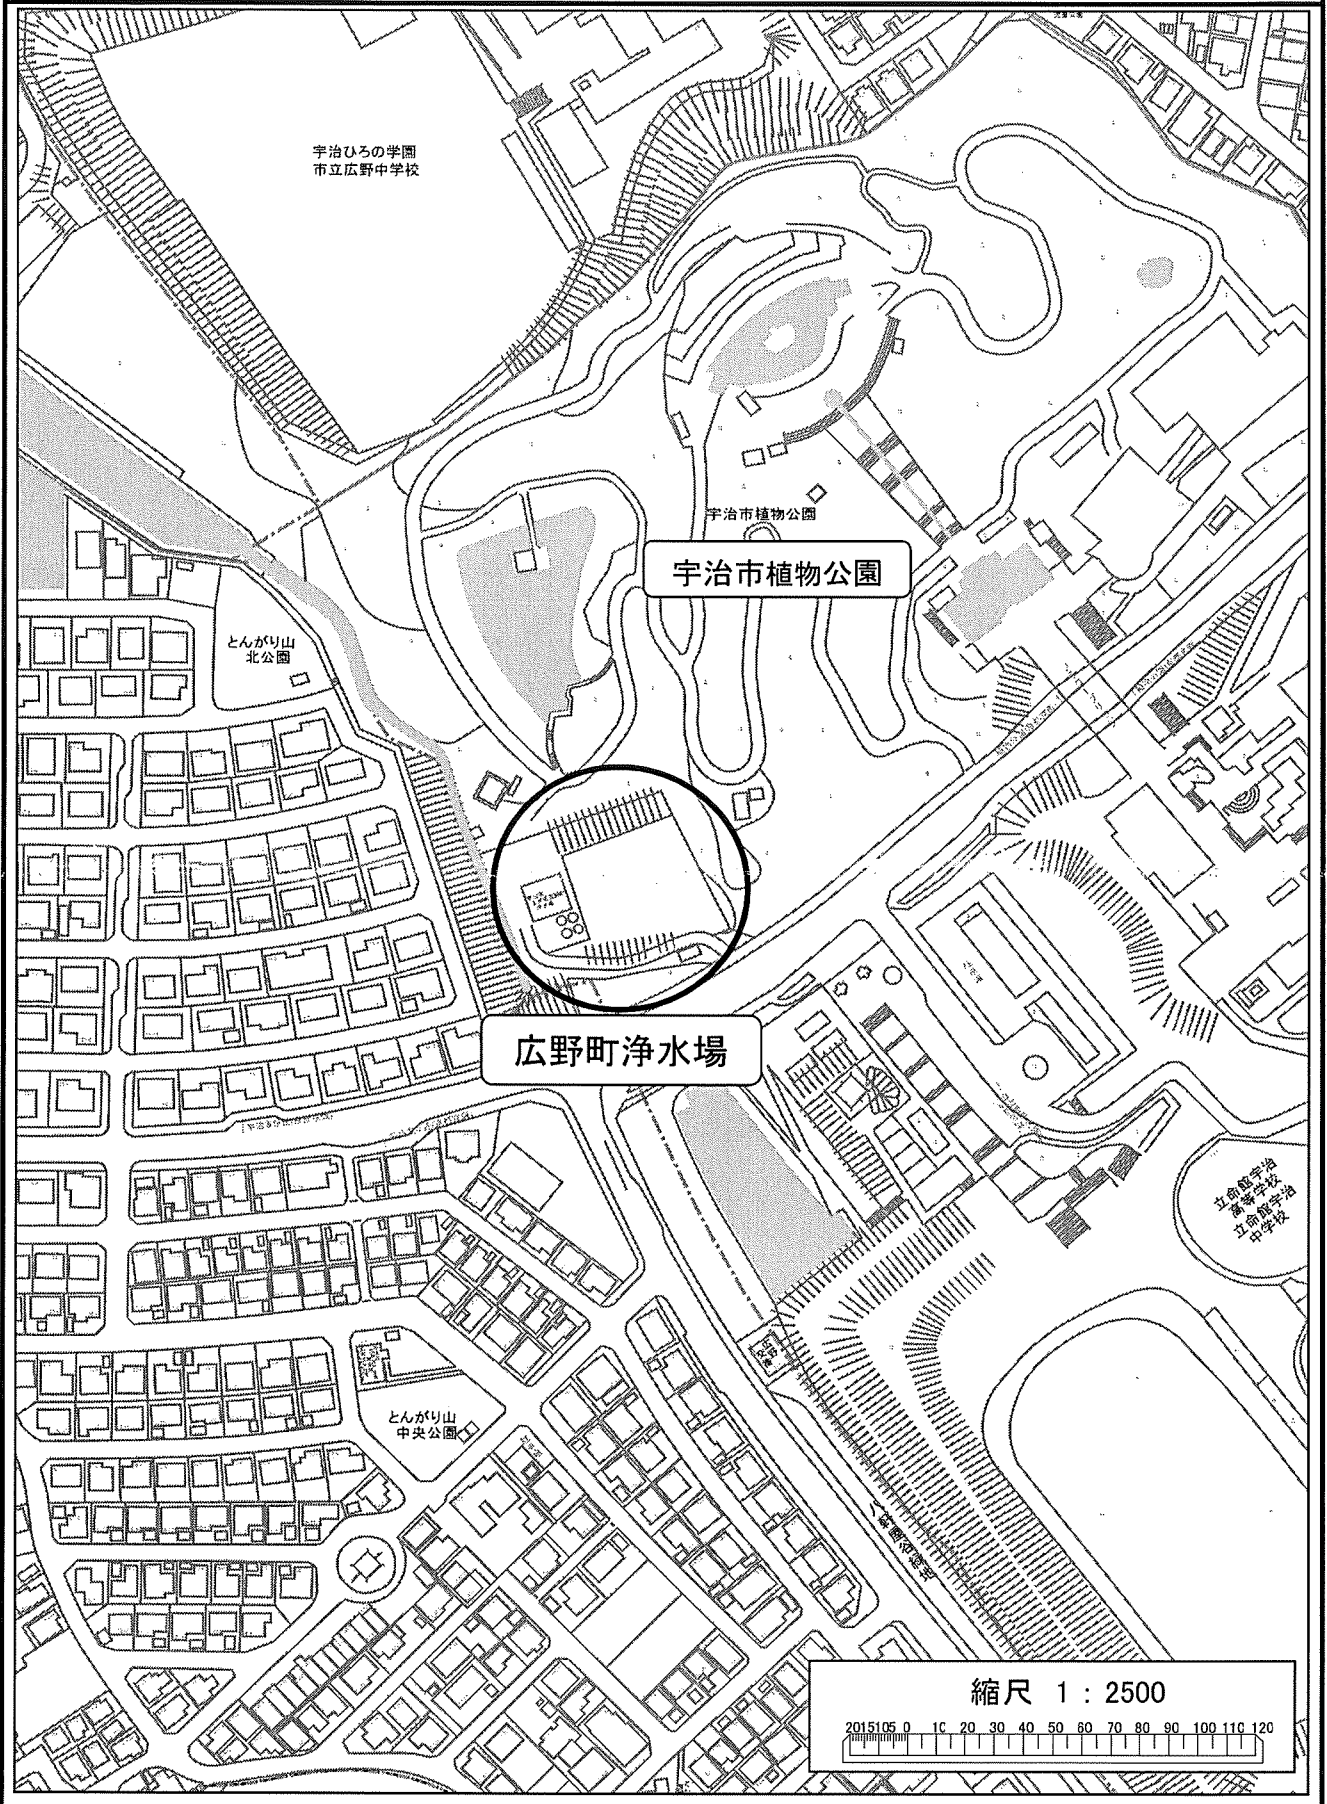 宇治ひろの学園
市立広野中学校
宇治市植物公園
宇治市植物公園
とんがり山
北公園
広野町浄水場
立命館宇治
高等学校
立命館宇治
中学校
とんがり山
中央公園
縮尺 1 : 2500
2015105 0 10 20 30 40 50 60 70 80 90 100 110 120